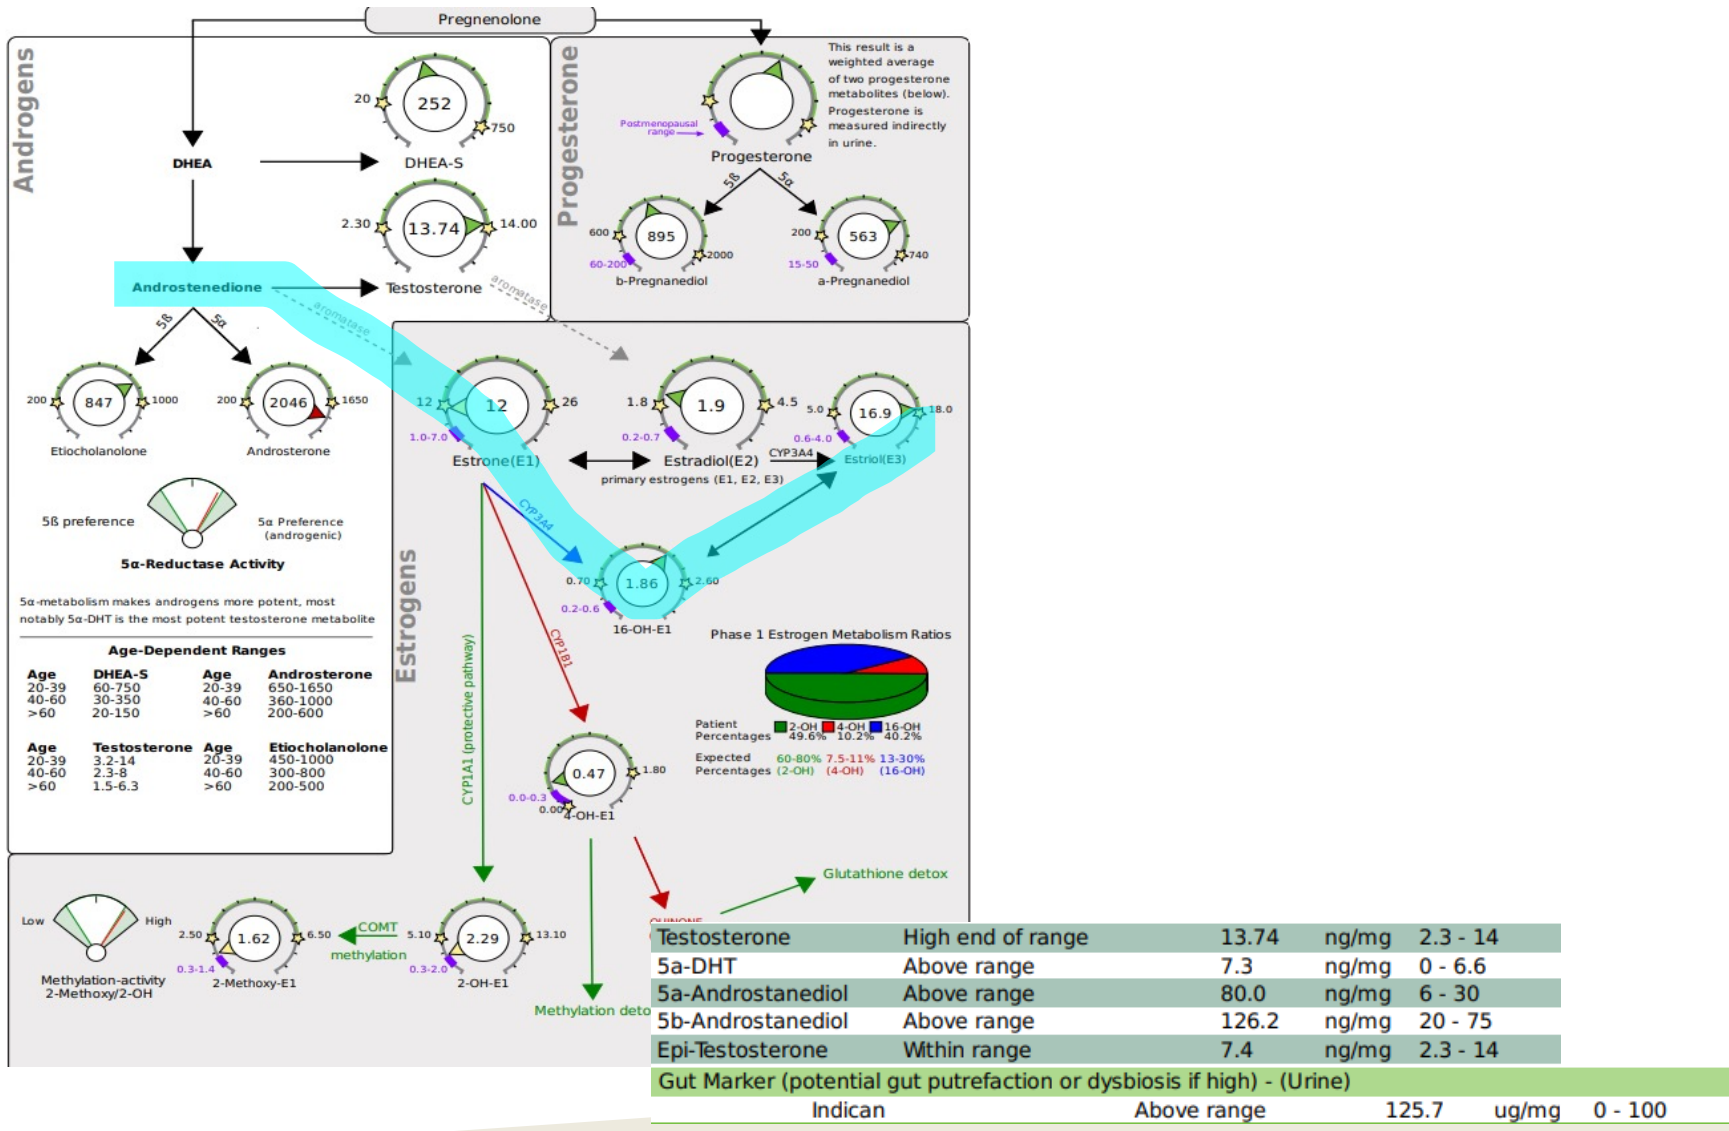 Pregnenolone
Androgens
20
252
750
DHEA
DHEA-S
2.30
13.74
14.00
Androstenedione
Testosterone
aromatase
aromatase
5ß
5α
200
847
1000
Etiocholanolone
200
2046
1650
Androsterone
5ß preference
5α Preference
(androgenic)
5α-Reductase Activity
5α-metabolism makes androgens more potent, most
notably 5α-DHT is the most potent testosterone metabolite
Age-Dependent Ranges
Age DHEA-S Age Androsterone
20-39 60-750 20-39 650-1650
40-60 30-350 40-60 360-1000
>60 20-150 >60 200-600
Age Testosterone Age Etiocholanolone
20-39 3.2-14 20-39 450-1000
40-60 2.3-8 40-60 300-800
>60 1.5-6.3 >60 200-500
Progesterone
This result is a
weighted average
of two progesterone
metabolites (below).
Progesterone is
measured indirectly
in urine.
Postmenopausal
range
Progesterone
5ß
5α
600
895
2000
60-200
b-Pregnanediol
200
563
740
15-50
a-Pregnanediol
Estrogens
12
12
26
1.0-7.0
Estrone(E1)
1.8
1.9
4.5
0.2-0.7
Estradiol(E2)
CYP3A4
5.0
16.9
18.0
0.6-4.0
Estriol(E3)
primary estrogens (E1, E2, E3)
CYP3A4
0.70
1.86
2.60
0.2-0.6
16-OH-E1
CYP1A1 (protective pathway)
CYP1B1
Phase 1 Estrogen Metabolism Ratios
Patient 2-OH 4-OH 16-OH
Percentages 49.6% 10.2% 40.2%
Expected 60-80% 7.5-11% 13-30%
Percentages (2-OH) (4-OH) (16-OH)
0.47
1.80
0.0-0.3
0.00
4-OH-E1
Glutathione detox
Low
High
Methylation-activity
2-Methoxy/2-OH
2.50
1.62
6.50
0.3-1.4
2-Methoxy-E1
COMT
methylation
5.10
2.29
13.10
0.3-2.0
2-OH-E1
Methylation deto
Testosterone High end of range 13.74 ng/mg 2.3 - 14
5a-DHT Above range 7.3 ng/mg 0 - 6.6
5a-Androstanediol Above range 80.0 ng/mg 6 - 30
5b-Androstanediol Above range 126.2 ng/mg 20 - 75
Epi-Testosterone Within range 7.4 ng/mg 2.3 - 14
Gut Marker (potential gut putrefaction or dysbiosis if high) - (Urine)
Indican Above range 125.7 ug/mg 0 - 100